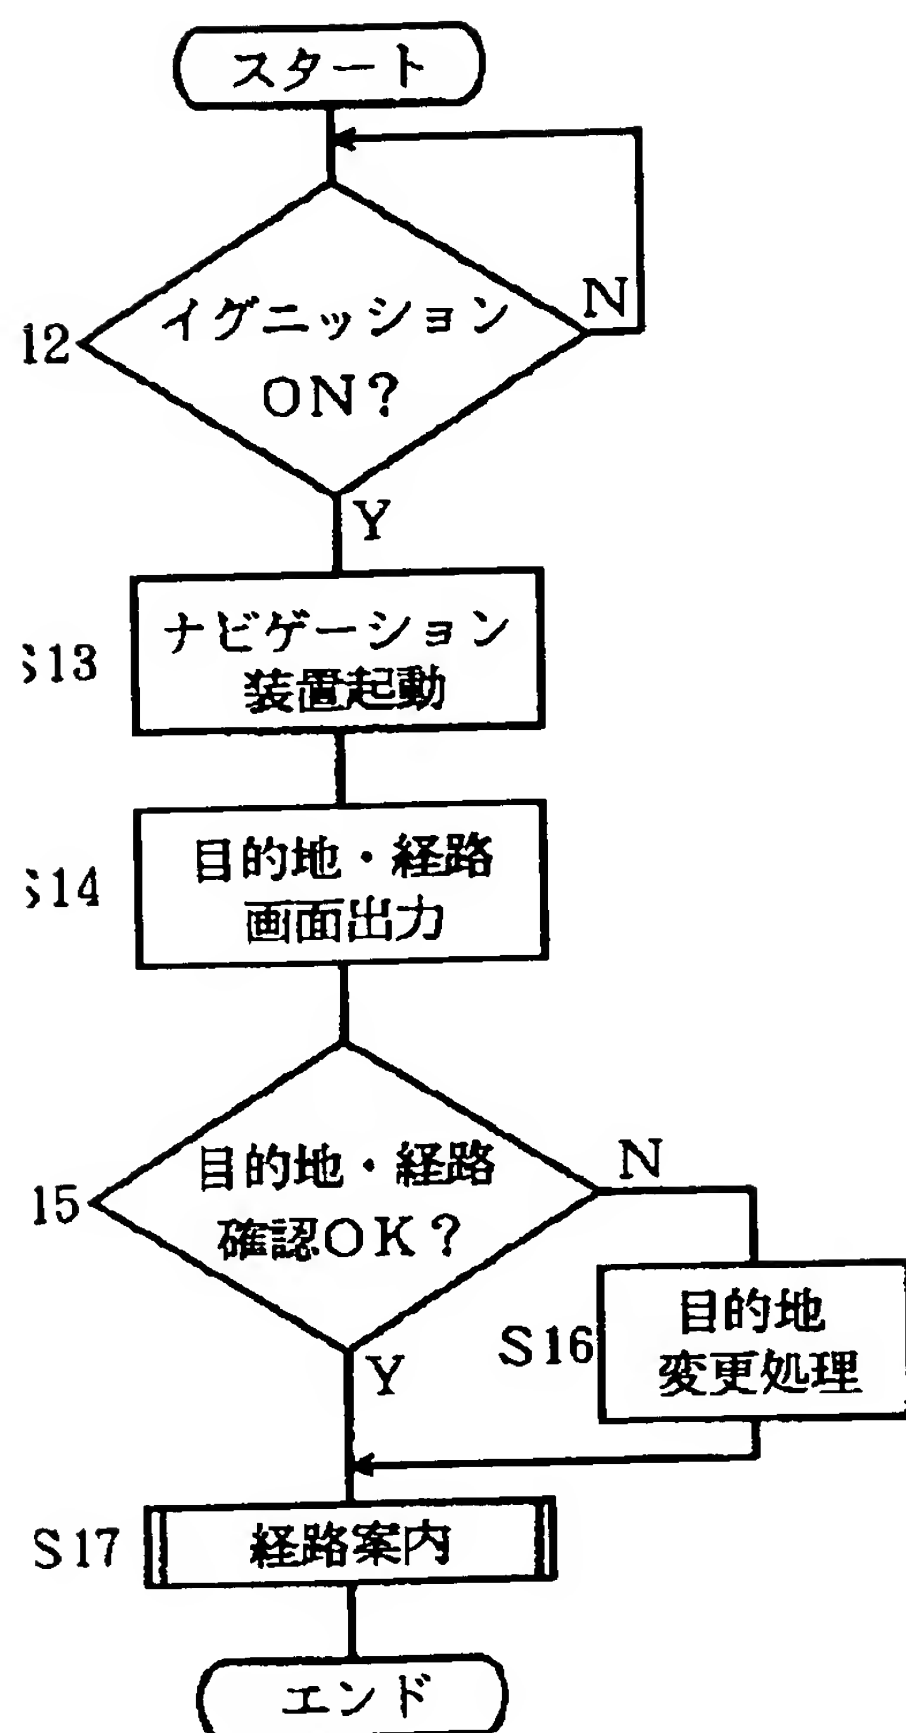 スタート
イグニッション
N
12
ON?
Y
ナビゲーション
S13
装置起動
目的地・経路
S14
画面出力
目的地・経路
N
15
確認OK?
目的地
S16
変更処理
Y
S17
経路案内
エンド